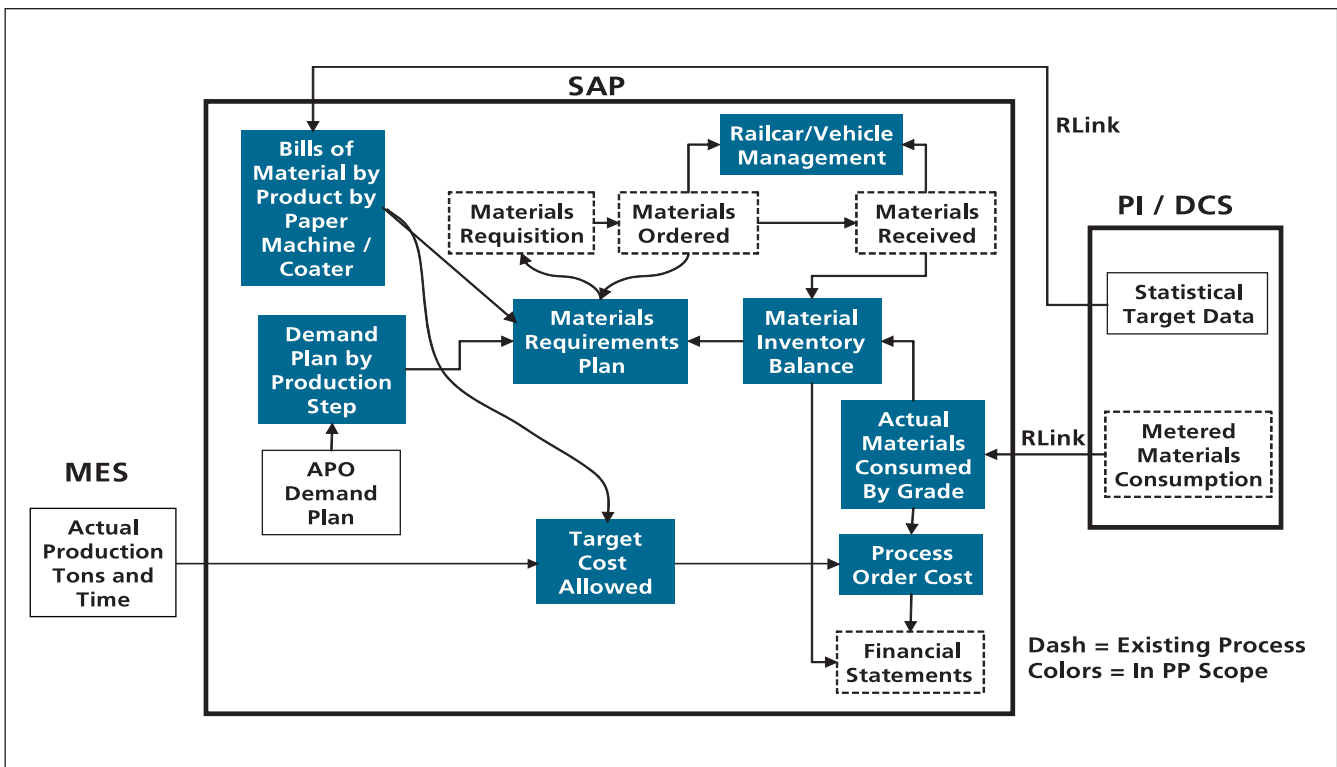 SAP
RLink
Bills of
Material by
Product by
Paper
Machine /
Coater
Railcar/Vehicle
Management
Materials
Requisition
Materials
Ordered
Materials
Received
PI / DCS
Statistical
Target Data
Demand
Plan by
Production
Step
Materials
Requirements
Plan
Material
Inventory
Balance
Actual
Materials
Consumed
By Grade
RLink
Metered
Materials
Consumption
MES
APO
Demand
Plan
Actual
Production
Tons and
Time
Target
Cost
Allowed
Process
Order Cost
Financial
Statements
Dash = Existing Process
Colors = In PP Scope